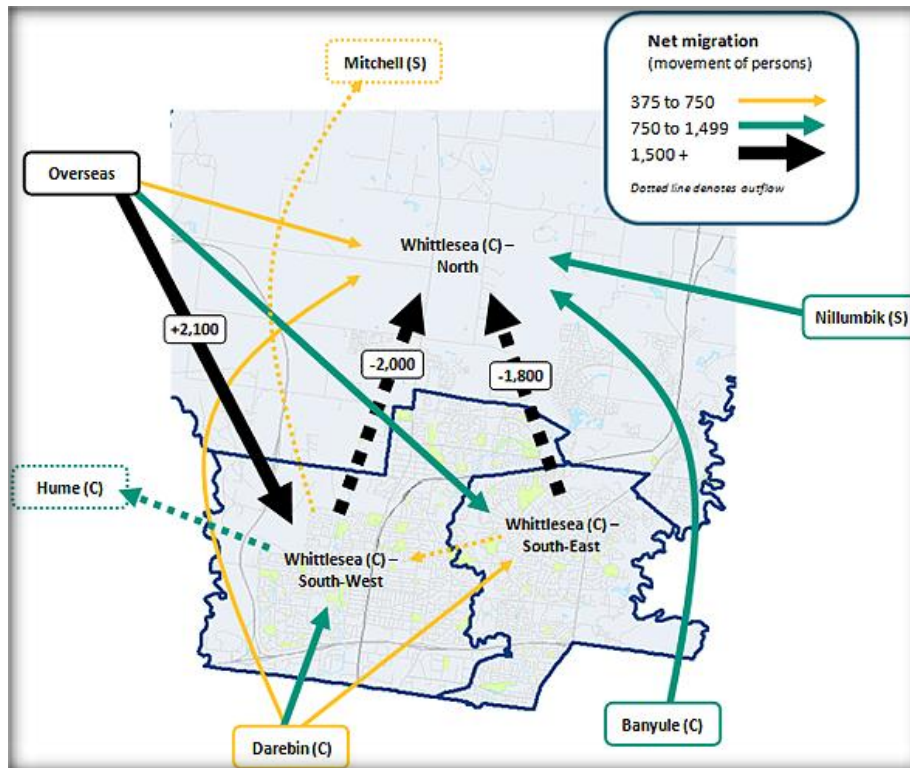 Net migration
(movement of persons)
375 to 750
750 to 1,499
1,500 +
Dotted line denotes outflow
Mitchell (S)
Overseas
Whittlesea (C) –
North
Nillumbik (S)
+2,100
-2,000
-1,800
Hume (C)
Whittlesea (C) –
South-East
Whittlesea (C) –
South-West
Banyule (C)
Darebin (C)